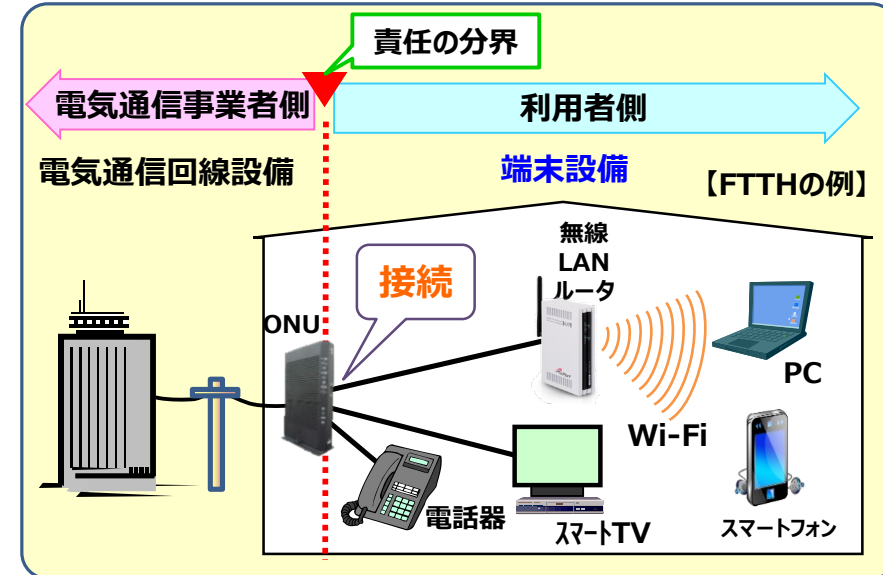 責任の分界
電気通信事業者側
利用者側
電気通信回線設備
端末設備
【FTTHの例】
無線
LAN
ルータ
接続
ONU
PC
Wi-Fi
電話器
ｽﾏｰﾄTV
スマートフォン